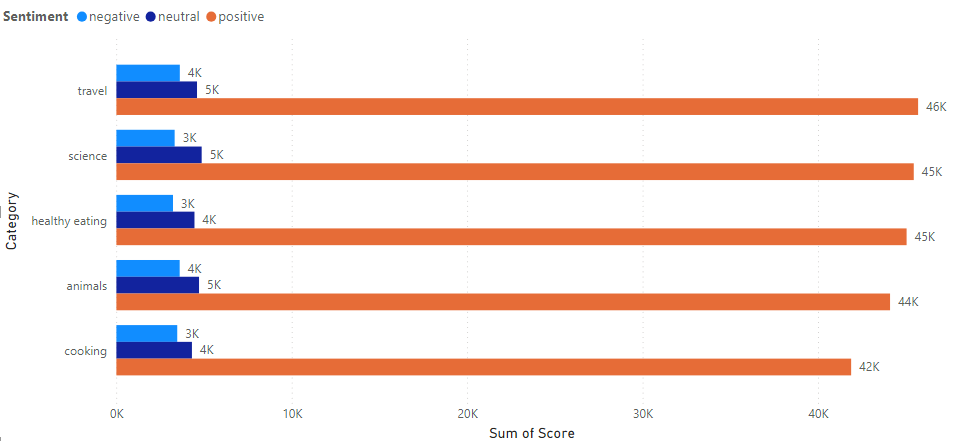 Sentiment negative neutral positive
travel 4K 5K 46K
science 3K 5K 45K
healthy eating 3K 4K 45K
animals 4K 5K 44K
cooking 3K 4K 42K
Category
0K 10K 20K 30K 40K
Sum of Score